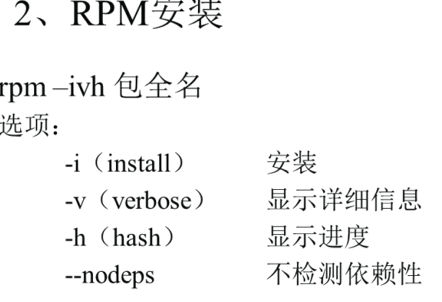 2、RPM安装
rpm –ivh 包全名
选项：
-i（install） 安装
-v（verbose） 显示详细信息
-h（hash） 显示进度
--nodeps 不检测依赖性